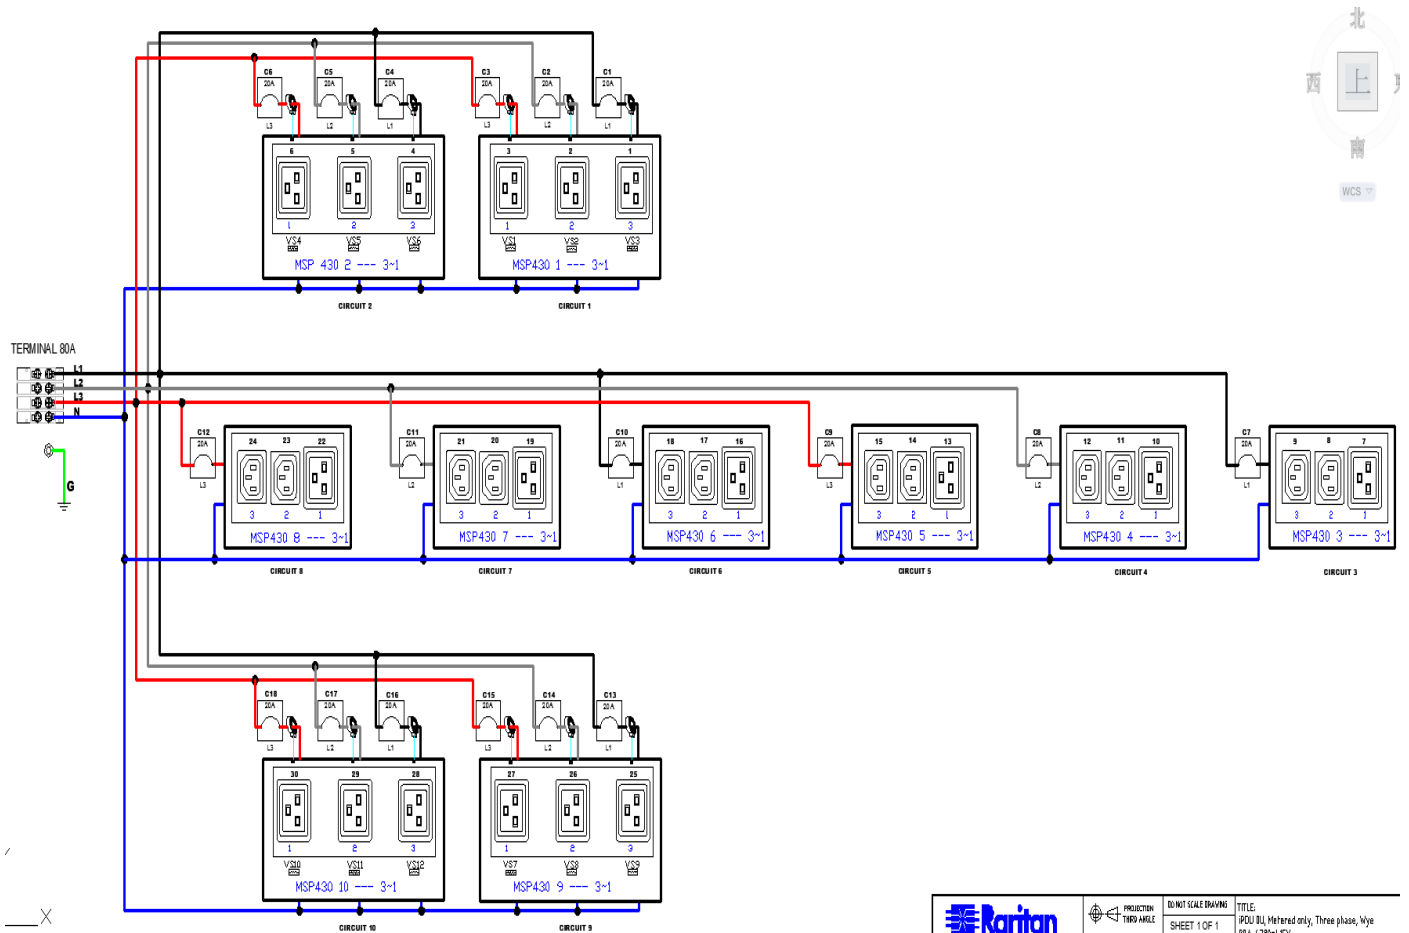 北
西 上
南
WCS
C6 C5 C4 C3 C2 C1
20A 20A 20A 20A 20A 20A
L3 L2 L1 L3 L2 L1
6 5 4 3 2 1
1 2 3 1 2 3
VS4 VS5 VS6 VS1 VS2 VS3
MSP 430 2 --- 3~1 MSP430 1 --- 3~1
CIRCUIT 2 CIRCUIT 1
TERMINAL 80A
L1
L2
L3
N
G
C12 C11 C10 C9 C8 C7
20A 20A 20A 20A 20A 20A
L3 L2 L1 L3 L2 L1
24 23 22 21 20 19 18 17 16 15 14 13 12 11 10 9 8 7
3 2 1 3 2 1 3 2 1 3 2 1 3 2 1 3 2 1
MSP430 8 --- 3~1 MSP430 7 --- 3~1 MSP430 6 --- 3~1 MSP430 5 --- 3~1 MSP430 4 --- 3~1 MSP430 3 --- 3~1
CIRCUIT 8 CIRCUIT 7 CIRCUIT 6 CIRCUIT 5 CIRCUIT 4 CIRCUIT 3
C18 C17 C16 C15 C14 C13
20A 20A 20A 20A 20A 20A
L3 L2 L1 L3 L2 L1
30 29 28 27 26 25
1 2 3 1 2 3
VS10 VS11 VS12 VS7 VS8 VS9
MSP430 10 --- 3~1 MSP430 9 --- 3~1
CIRCUIT 10 CIRCUIT 9
X
Raritan
PROJECTION
THIRD ANGLE
DO NOT SCALE DRAWING
SHEET 1 OF 1
TITLE:
iPDU 0U, Metered only, Three phase, Wye